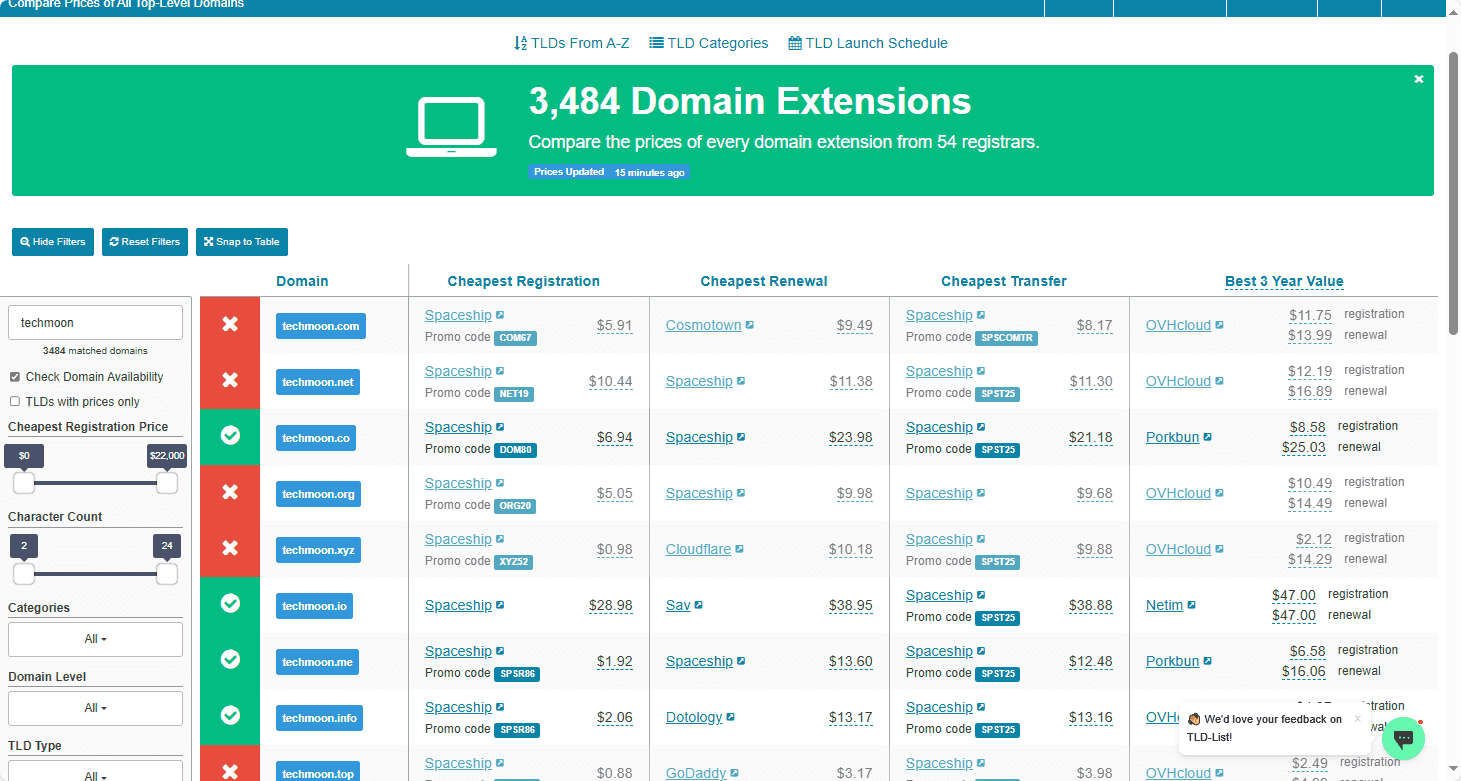 Compare Prices of All Top-Level Domains
TLDs From A-Z TLD Categories TLD Launch Schedule
3,484 Domain Extensions
Compare the prices of every domain extension from 54 registrars.
Prices Updated 15 minutes ago
Hide Filters Reset Filters Snap to Table
Domain Cheapest Registration Cheapest Renewal Cheapest Transfer Best 3 Year Value
techmoon
3484 matched domains
Check Domain Availability
TLDs with prices only
Cheapest Registration Price
$0 $22,000
Character Count
2 24
Categories
All
Domain Level
All
TLD Type
All
techmoon.com Spaceship $5.91 Cosmotown $9.49 Spaceship $8.17 OVHcloud $11.75 registration
Promo code COM67 Promo code SPSCOMTR $13.99 renewal
techmoon.net Spaceship $10.44 Spaceship $11.38 Spaceship $11.30 OVHcloud $12.19 registration
Promo code NET19 Promo code SPST25 $16.89 renewal
techmoon.co Spaceship $6.94 Spaceship $23.98 Spaceship $21.18 Porkbun $8.58 registration
Promo code DOM80 Promo code SPST25 $25.03 renewal
techmoon.org Spaceship $5.05 Spaceship $9.98 Spaceship $9.68 OVHcloud $10.49 registration
Promo code ORG20 $14.49 renewal
techmoon.xyz Spaceship $0.98 Cloudflare $10.18 Spaceship $9.88 OVHcloud $2.12 registration
Promo code XYZ52 Promo code SPST25 $14.29 renewal
techmoon.io Spaceship $28.98 Sav $38.95 Spaceship $38.88 Netim $47.00 registration
Promo code SPST25 $47.00 renewal
techmoon.me Spaceship $1.92 Spaceship $13.60 Spaceship $12.48 Porkbun $6.58 registration
Promo code SPSR86 Promo code SPST25 $16.06 renewal
techmoon.info Spaceship $2.06 Dotology $13.17 Spaceship $13.16 registration
Promo code SPSR86 Promo code SPST25
techmoon.top Spaceship $0.88 GoDaddy $3.17 Spaceship $3.98 OVHcloud $2.49 registration
We'd love your feedback on
TLD-List!